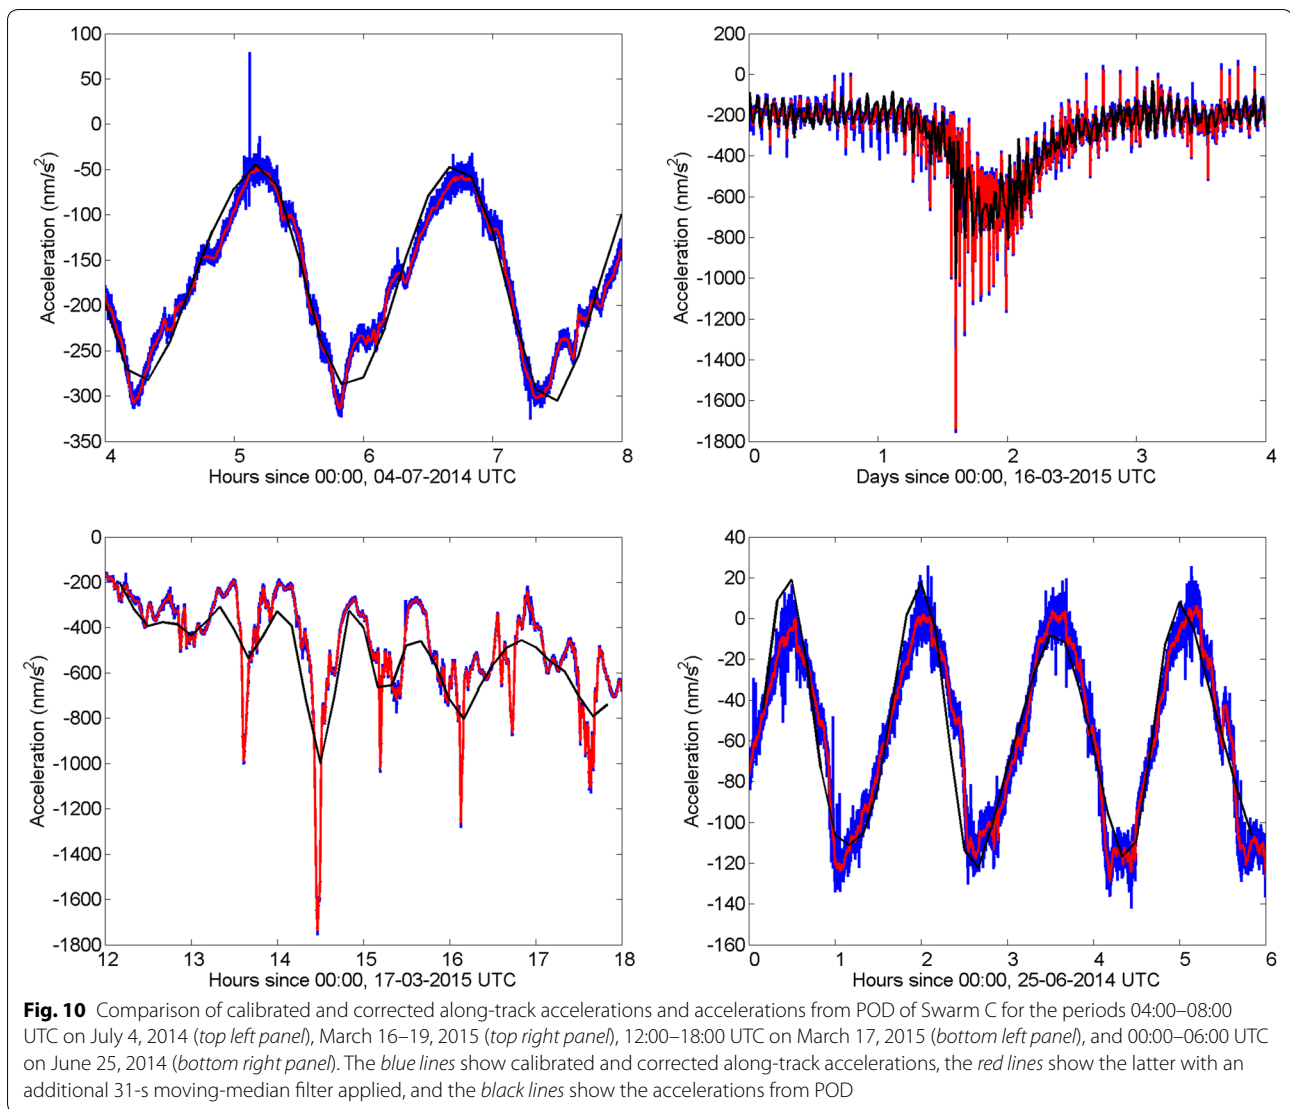 100
50
0
-50
-100
-150
-200
-250
-300
-350
Acceleration (nm/s²)
4 5 6 7 8
Hours since 00:00, 04-07-2014 UTC
200
0
-200
-400
-600
-800
-1000
-1200
-1400
-1600
-1800
Acceleration (nm/s²)
0 1 2 3 4
Days since 00:00, 16-03-2015 UTC
0
-200
-400
-600
-800
-1000
-1200
-1400
-1600
-1800
Acceleration (nm/s²)
12 13 14 15 16 17 18
Hours since 00:00, 17-03-2015 UTC
40
20
0
-20
-40
-60
-80
-100
-120
-140
-160
Acceleration (nm/s²)
0 1 2 3 4 5 6
Hours since 00:00, 25-06-2014 UTC
Fig. 10 Comparison of calibrated and corrected along-track accelerations and accelerations from POD of Swarm C for the periods 04:00–08:00
UTC on July 4, 2014 (top left panel), March 16–19, 2015 (top right panel), 12:00–18:00 UTC on March 17, 2015 (bottom left panel), and 00:00–06:00 UTC
on June 25, 2014 (bottom right panel). The blue lines show calibrated and corrected along-track accelerations, the red lines show the latter with an
additional 31-s moving-median filter applied, and the black lines show the accelerations from POD